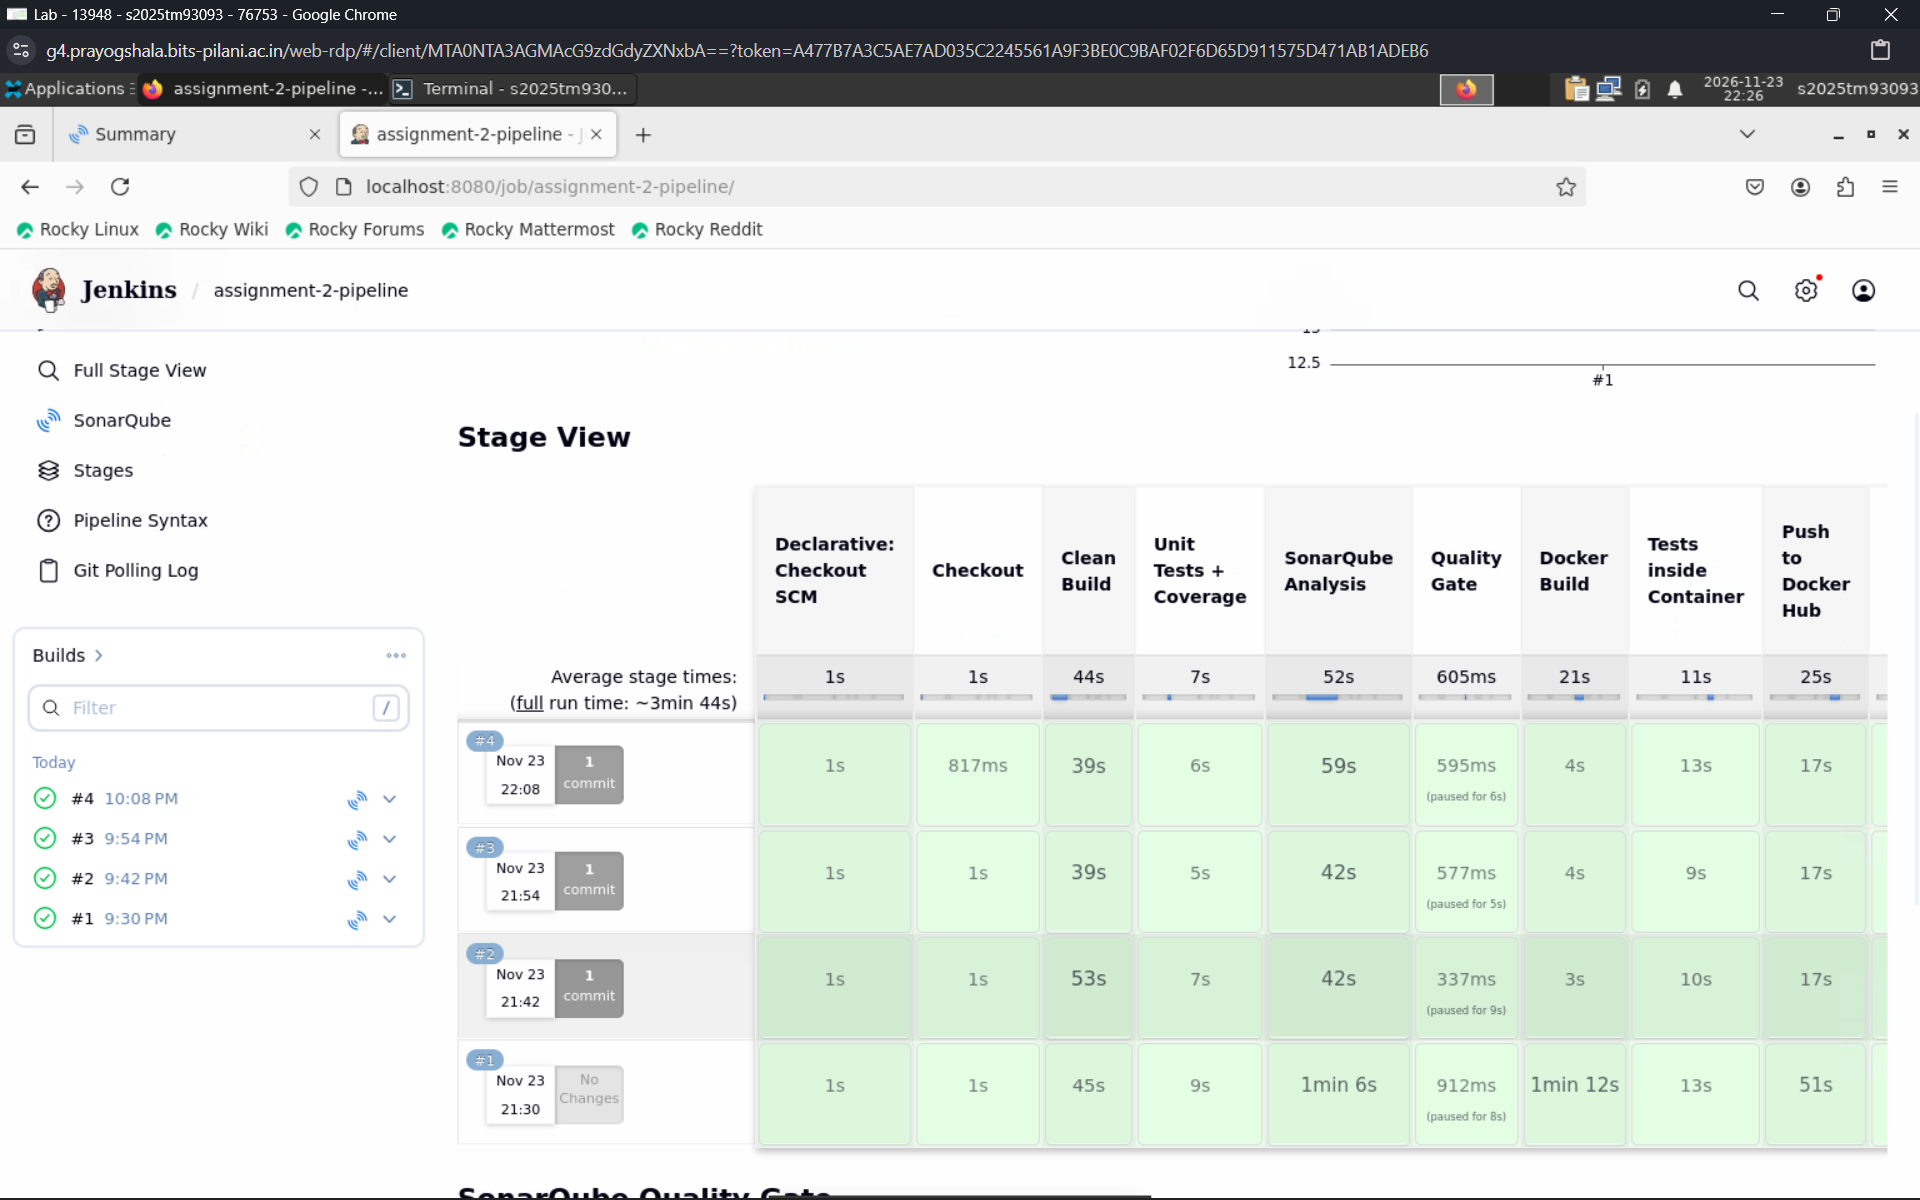 Lab - 13948 - s2025tm93093 - 76753 - Google Chrome
g4.prayogshala.bits-pilani.ac.in/web-rdp/#/client/MTA0NTA3AGMAcG9zdGdyZXNxbA==?token=A477B7A3C5AE7AD035C2245561A9F3BE0C9BAF02F6D65D911575D471AB1ADEB6
Applications
assignment-2-pipeline -...
Terminal - s2025tm930...
2026-11-23
22:26
s2025tm93093
Summary
assignment-2-pipeline -
localhost:8080/job/assignment-2-pipeline/
Rocky Linux
Rocky Wiki
Rocky Forums
Rocky Mattermost
Rocky Reddit
Jenkins / assignment-2-pipeline
Full Stage View
SonarQube
Stages
Pipeline Syntax
Git Polling Log
Builds
Filter /
Today
#4 10:08 PM
#3 9:54 PM
#2 9:42 PM
#1 9:30 PM
12.5
#1
Stage View
Declarative: Checkout SCM
Checkout
Clean Build
Unit Tests + Coverage
SonarQube Analysis
Quality Gate
Docker Build
Tests inside Container
Push to Docker Hub
Average stage times:
(full run time: ~3min 44s)
1s 1s 44s 7s 52s 605ms 21s 11s 25s
#4
Nov 23
22:08
1 commit
1s 817ms 39s 6s 59s 595ms 4s 13s 17s
(paused for 6s)
#3
Nov 23
21:54
1 commit
1s 1s 39s 5s 42s 577ms 4s 9s 17s
(paused for 5s)
#2
Nov 23
21:42
1 commit
1s 1s 53s 7s 42s 337ms 3s 10s 17s
(paused for 9s)
#1
Nov 23
21:30
No Changes
1s 1s 45s 9s 1min 6s 912ms 1min 12s 13s 51s
(paused for 8s)
SonarQube Quality Gate